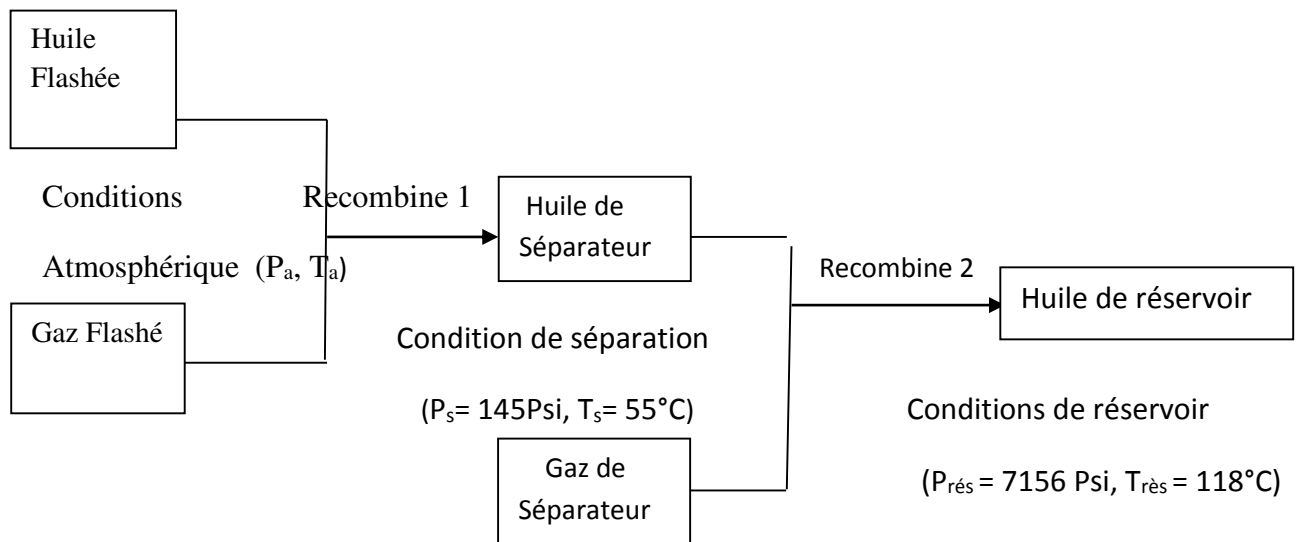 Huile
Flashée
Conditions
Atmosphérique (Pa, Ta)
Gaz Flashé
Recombine 1
Huile de
Séparateur
Condition de séparation
(Ps= 145Psi, Ts= 55°C)
Gaz de
Séparateur
Recombine 2
Huile de réservoir
Conditions de réservoir
(Prés = 7156 Psi, Très = 118°C)